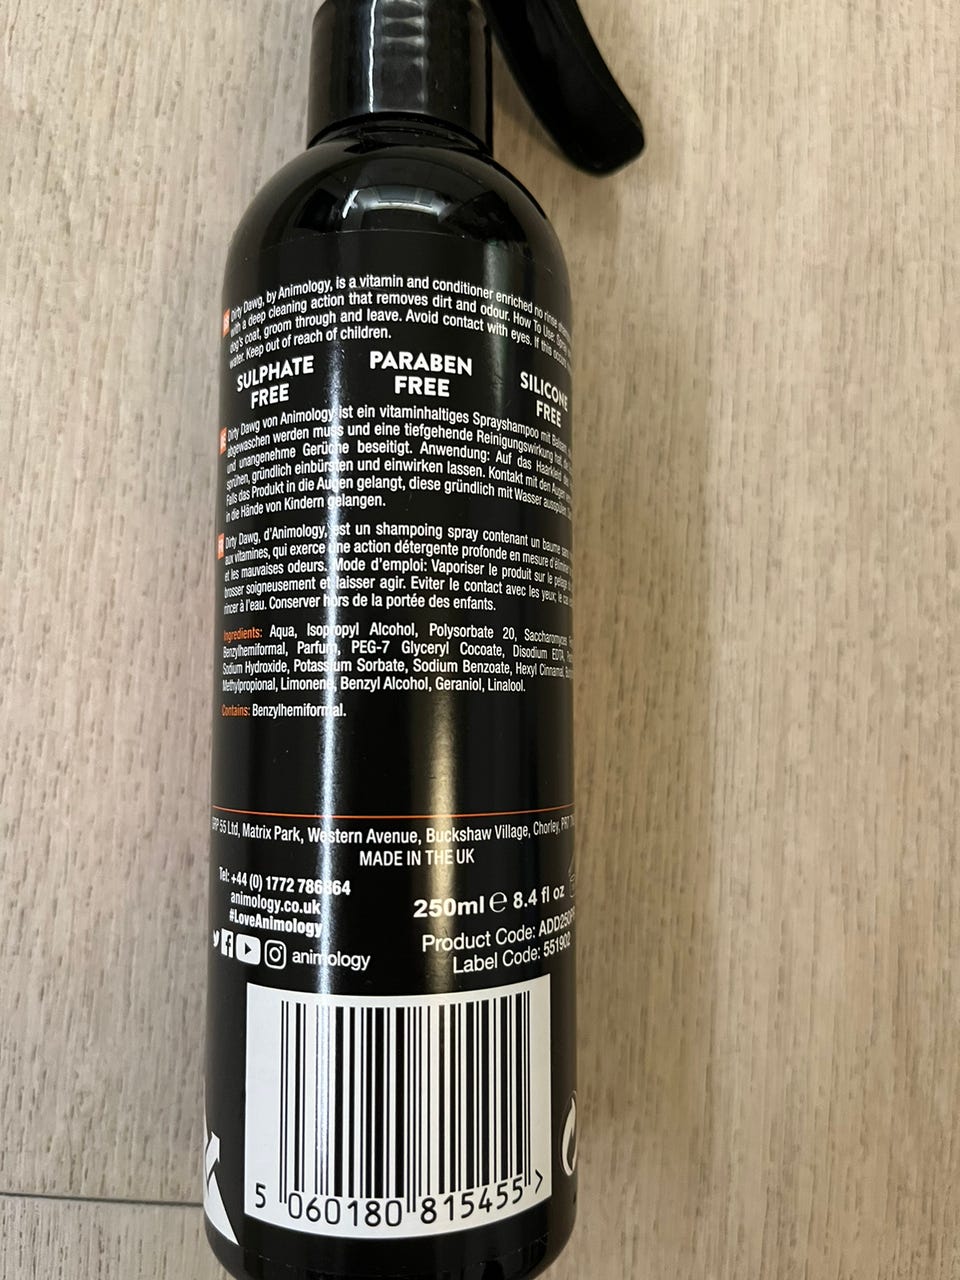 Dirty Dawg, by Animology, is a vitamin and conditioner enriched no rinse
with a deep cleaning action that removes dirt and odour. How To Use: Spray
dog's coat, groom through and leave. Avoid contact with eyes. If this occurs
water. Keep out of reach of children.
SULPHATE FREE
PARABEN FREE
SILICONE FREE
DE Dirty Dawg von Animology ist ein vitaminhaltiges Sprayshampoo mit Balsam
abgewaschen werden muss und eine tiefgehende Reinigungswirkung hat
und unangenehme Gerüche beseitigt. Anwendung: Auf das Haarkleid
sprühen, gründlich einbürsten und einwirken lassen. Kontakt mit den Augen
Falls das Produkt in die Augen gelangt, diese gründlich mit Wasser ausspülen
in die Hände von Kindern gelangen.
FR Dirty Dawg, d'Animology, est un shampoing spray contenant un baume
aux vitamines, qui exerce une action détergente profonde en mesure d'éliminer
et les mauvaises odeurs. Mode d'emploi: Vaporiser le produit sur le pelage
brosser soigneusement et laisser agir. Eviter le contact avec les yeux; le cas
rincer à l'eau. Conserver hors de la portée des enfants.
Ingredients: Aqua, Isopropyl Alcohol, Polysorbate 20, Saccharomyces
Benzylhemiformal, Parfum, PEG-7 Glyceryl Cocoate, Disodium EDTA,
Sodium Hydroxide, Potassium Sorbate, Sodium Benzoate, Hexyl Cinnamal,
Methylpropional, Limonene, Benzyl Alcohol, Geraniol, Linalool.
Contains: Benzylhemiformal.
55 Ltd, Matrix Park, Western Avenue, Buckshaw Village, Chorley, PR7
MADE IN THE UK
Tel: +44 (0) 1772 786864
animology.co.uk
#LoveAnimology
animology
250ml e 8.4 fl oz
Product Code: ADD250
Label Code: 551902
5 060180 815455 >